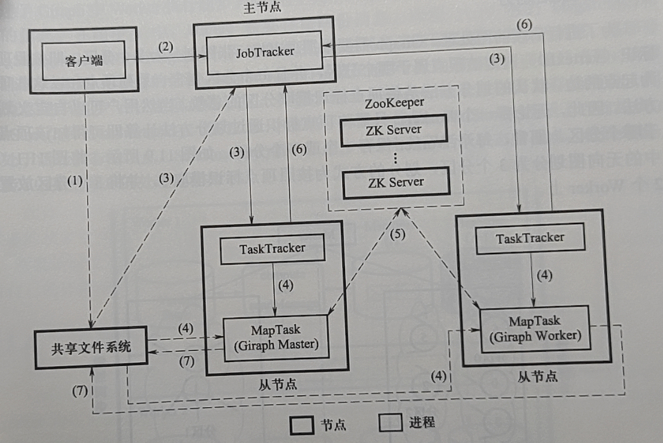 主节点
客户端
(2)
JobTracker
(6)
(3)
ZooKeeper
ZK Server
⋮
ZK Server
(1)
(3)
(3)
(6)
TaskTracker
(4)
MapTask
(Giraph Master)
从节点
(5)
TaskTracker
(4)
MapTask
(Giraph Worker)
从节点
共享文件系统
(4)
(7)
(4)
(7)
节点
进程